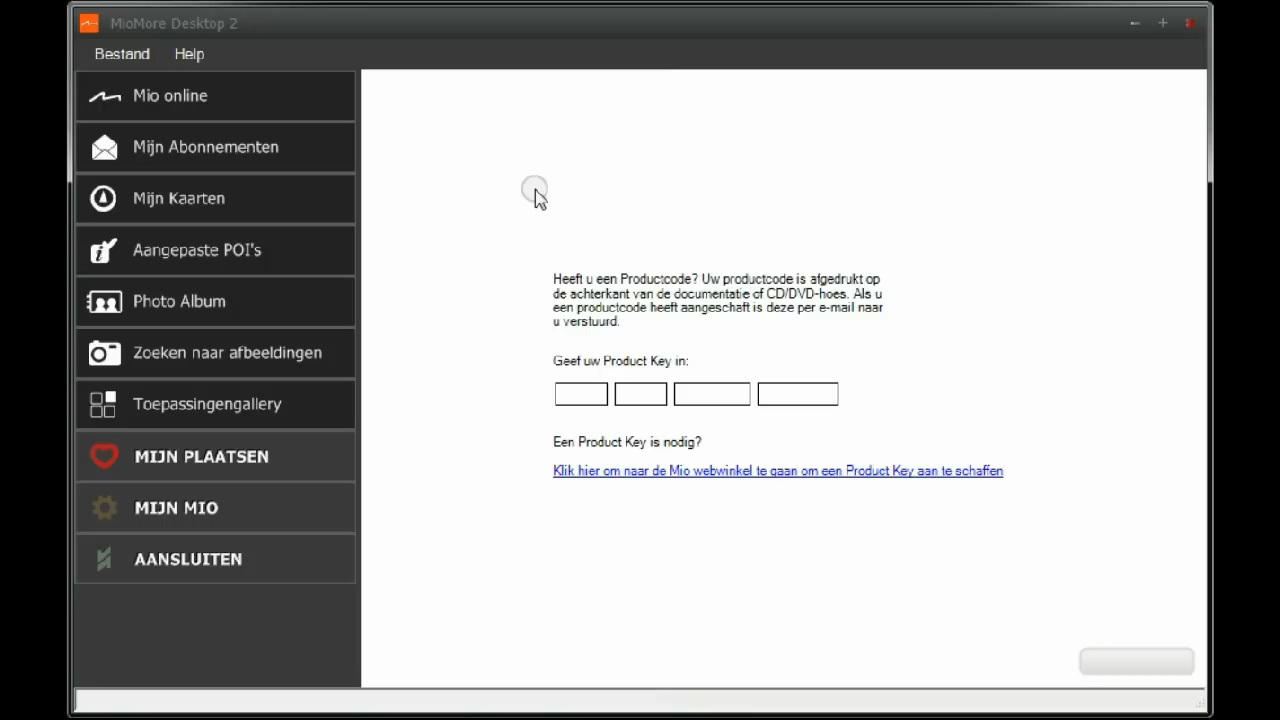 MioMore Desktop 2
Bestand Help
Mio online
Mijn Abonnementen
Mijn Kaarten
Aangepaste POI's
Photo Album
Zoeken naar afbeeldingen
Toepassingengallery
MIJN PLAATSEN
MIJN MIO
AANSLUITEN
Heeft u een Productcode? Uw productcode is afgedrukt op
de achterkant van de documentatie of CD/DVD-hoes. Als u
een productcode heeft aangeschaft is deze per e-mail naar
u verstuurd.
Geef uw Product Key in:
Een Product Key is nodig?
Klik hier om naar de Mio webwinkel te gaan om een Product Key aan te schaffen